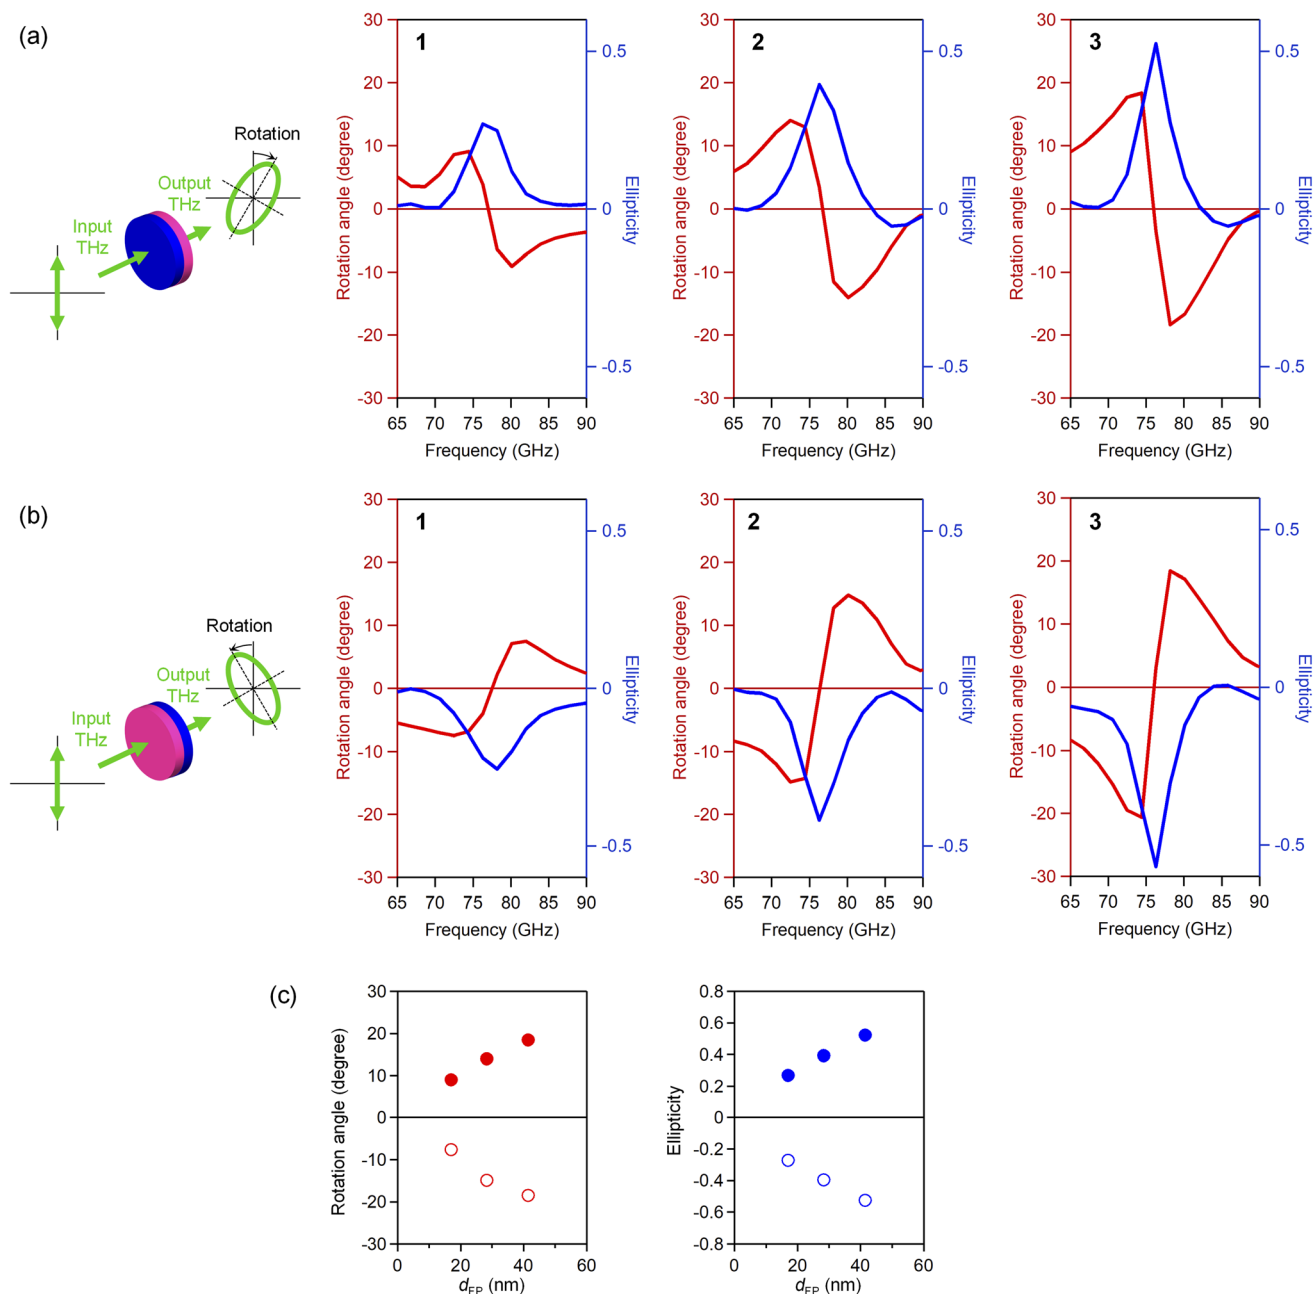 (a)
Rotation
Output
THz
Input
THz
1
30
20
10
0
-10
-20
-30
Rotation angle (degree)
0.5
0
-0.5
Ellipticity
65 70 75 80 85 90
Frequency (GHz)
2
30
20
10
0
-10
-20
-30
Rotation angle (degree)
0.5
0
-0.5
Ellipticity
65 70 75 80 85 90
Frequency (GHz)
3
30
20
10
0
-10
-20
-30
Rotation angle (degree)
0.5
0
-0.5
Ellipticity
65 70 75 80 85 90
Frequency (GHz)
(b)
Rotation
Output
THz
Input
THz
1
30
20
10
0
-10
-20
-30
Rotation angle (degree)
0.5
0
-0.5
Ellipticity
65 70 75 80 85 90
Frequency (GHz)
2
30
20
10
0
-10
-20
-30
Rotation angle (degree)
0.5
0
-0.5
Ellipticity
65 70 75 80 85 90
Frequency (GHz)
3
30
20
10
0
-10
-20
-30
Rotation angle (degree)
0.5
0
-0.5
Ellipticity
65 70 75 80 85 90
Frequency (GHz)
(c)
30
20
10
0
-10
-20
-30
Rotation angle (degree)
0 20 40 60
d_EP (nm)
0.8
0.6
0.4
0.2
0
-0.2
-0.4
-0.6
-0.8
Ellipticity
0 20 40 60
d_EP (nm)